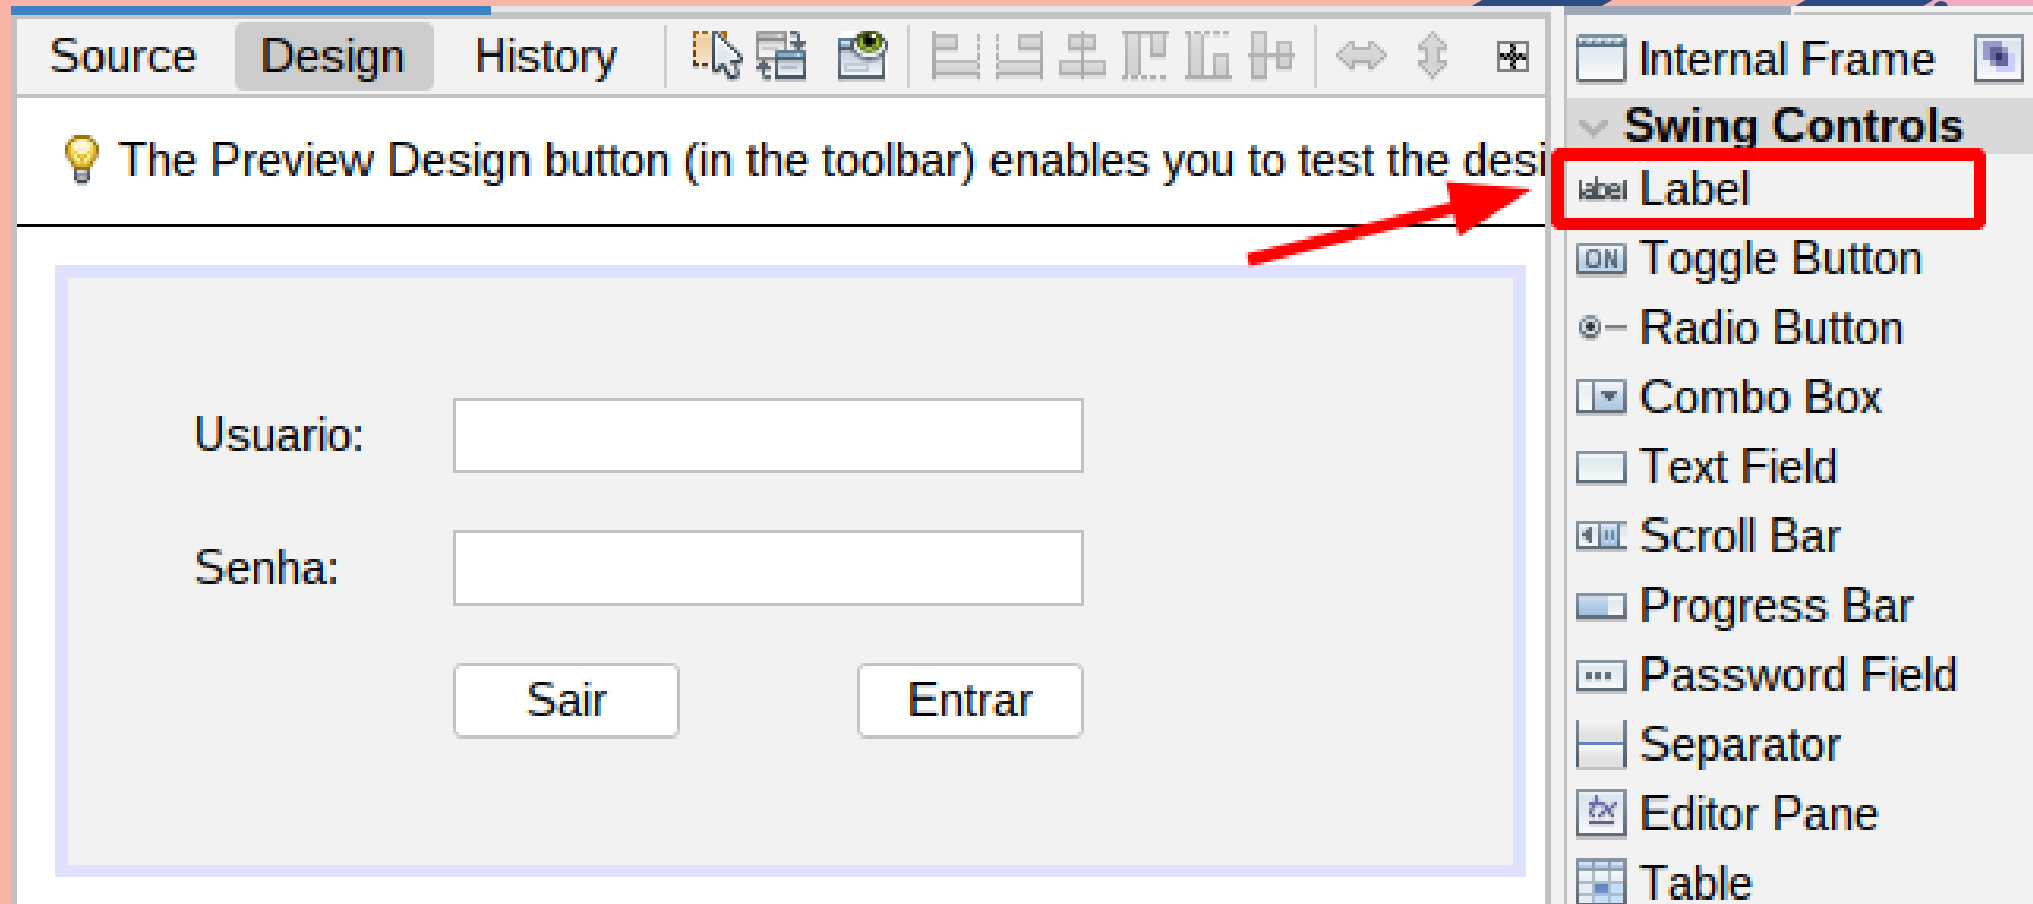 Source Design History
The Preview Design button (in the toolbar) enables you to test the desi
Usuario:
Senha:
Sair Entrar
Internal Frame
Swing Controls
label Label
ON Toggle Button
Radio Button
Combo Box
Text Field
Scroll Bar
Progress Bar
Password Field
Separator
Editor Pane
Table